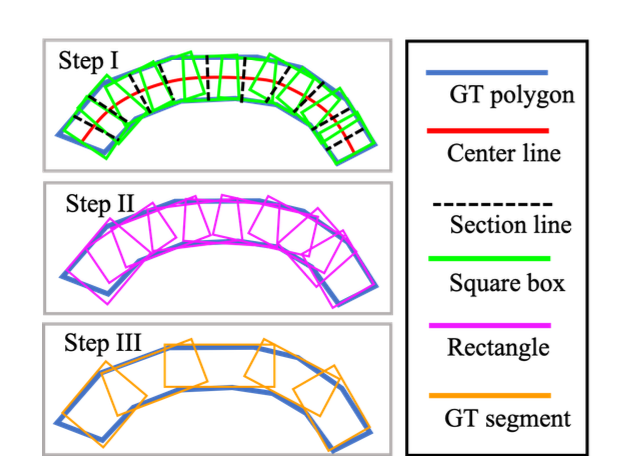 Step I
Step II
Step III
GT polygon
Center line
Section line
Square box
Rectangle
GT segment